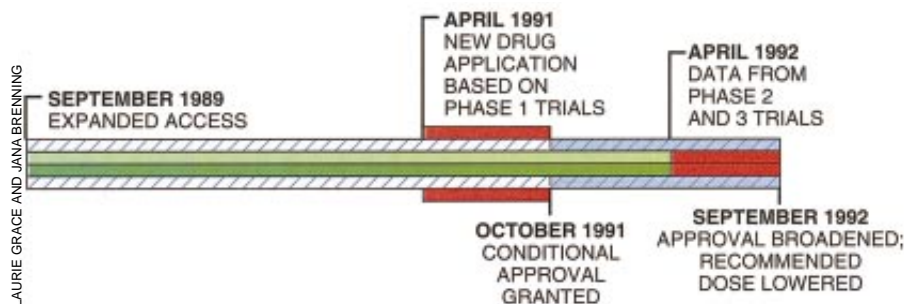 APRIL 1991
NEW DRUG
APPLICATION
BASED ON
PHASE 1 TRIALS
APRIL 1992
DATA FROM
PHASE 2
AND 3 TRIALS
SEPTEMBER 1989
EXPANDED ACCESS
OCTOBER 1991
CONDITIONAL
APPROVAL
GRANTED
SEPTEMBER 1992
APPROVAL BROADENED;
RECOMMENDED
DOSE LOWERED
LAURIE GRACE AND JANA BRENNING